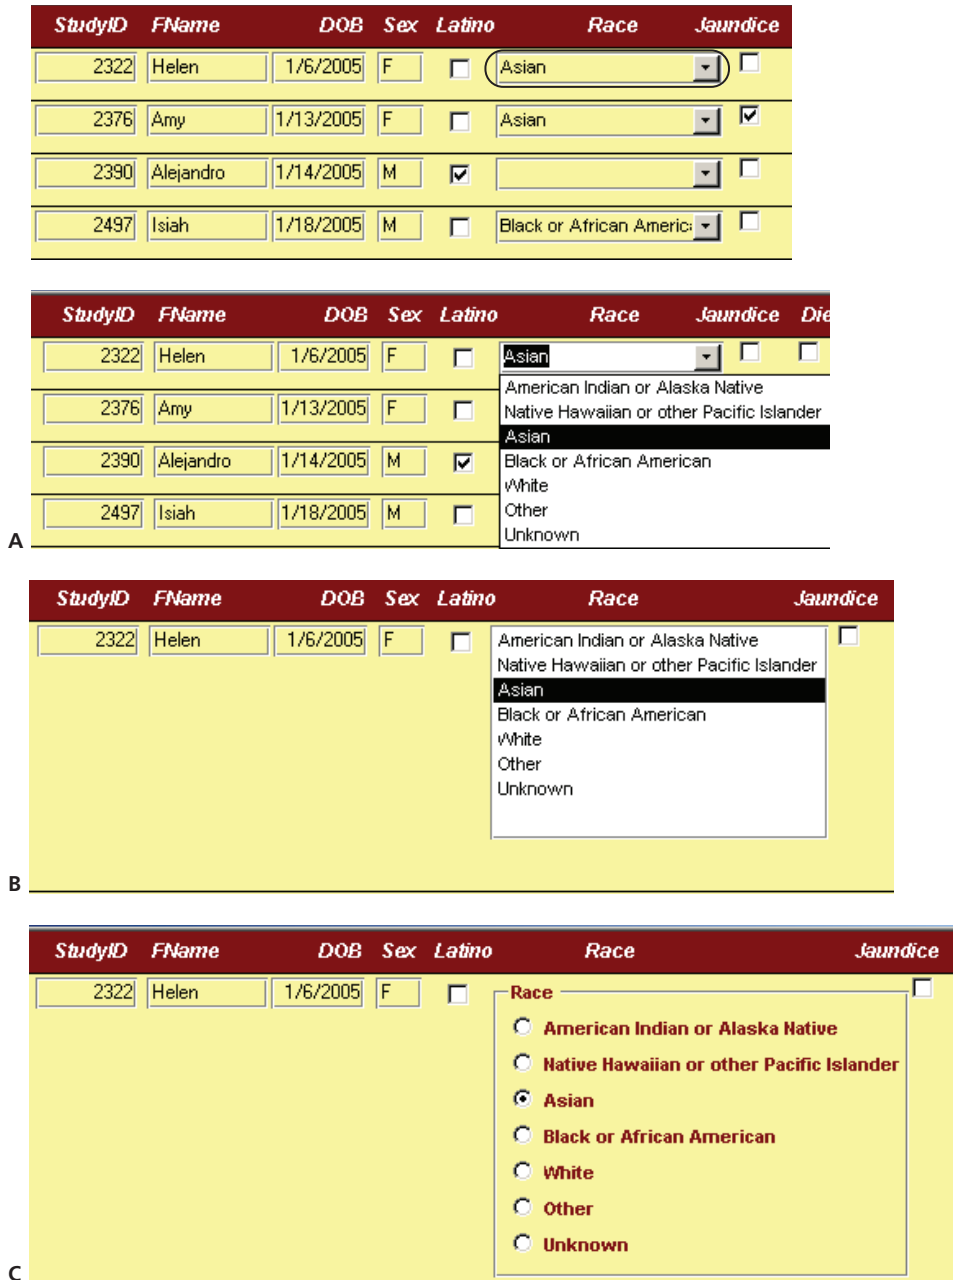 StudyID FName DOB Sex Latino Race Jaundice
2322 Helen 1/6/2005 F Asian
2376 Amy 1/13/2005 F Asian
2390 Alejandro 1/14/2005 M
2497 Isiah 1/18/2005 M Black or African Americ
StudyID FName DOB Sex Latino Race Jaundice Die
2322 Helen 1/6/2005 F Asian
American Indian or Alaska Native
2376 Amy 1/13/2005 F Native Hawaiian or other Pacific Islander
Asian
2390 Alejandro 1/14/2005 M Black or African American
White
2497 Isiah 1/18/2005 M Other
Unknown
A
StudyID FName DOB Sex Latino Race Jaundice
2322 Helen 1/6/2005 F American Indian or Alaska Native
Native Hawaiian or other Pacific Islander
Asian
Black or African American
White
Other
Unknown
B
StudyID FName DOB Sex Latino Race Jaundice
2322 Helen 1/6/2005 F Race
American Indian or Alaska Native
Native Hawaiian or other Pacific Islander
Asian
Black or African American
White
Other
Unknown
C